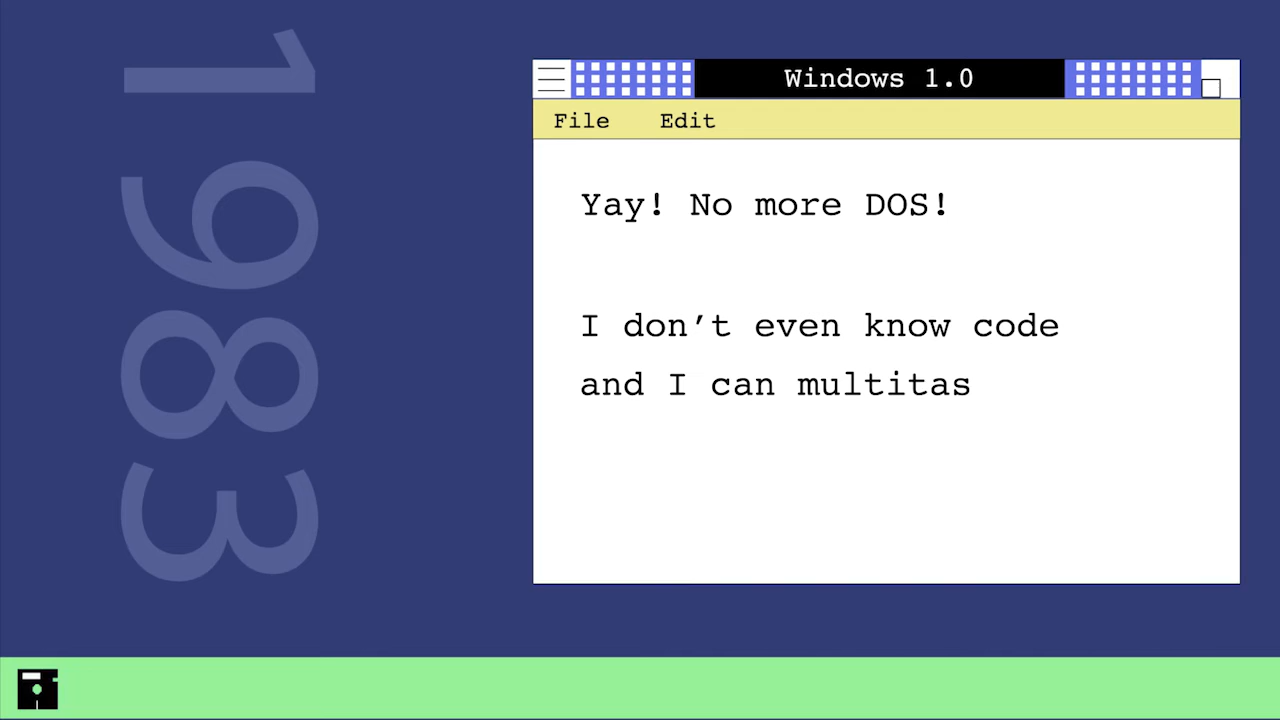 1983
Windows 1.0
File Edit
Yay! No more DOS!
I don’t even know code
and I can multitas